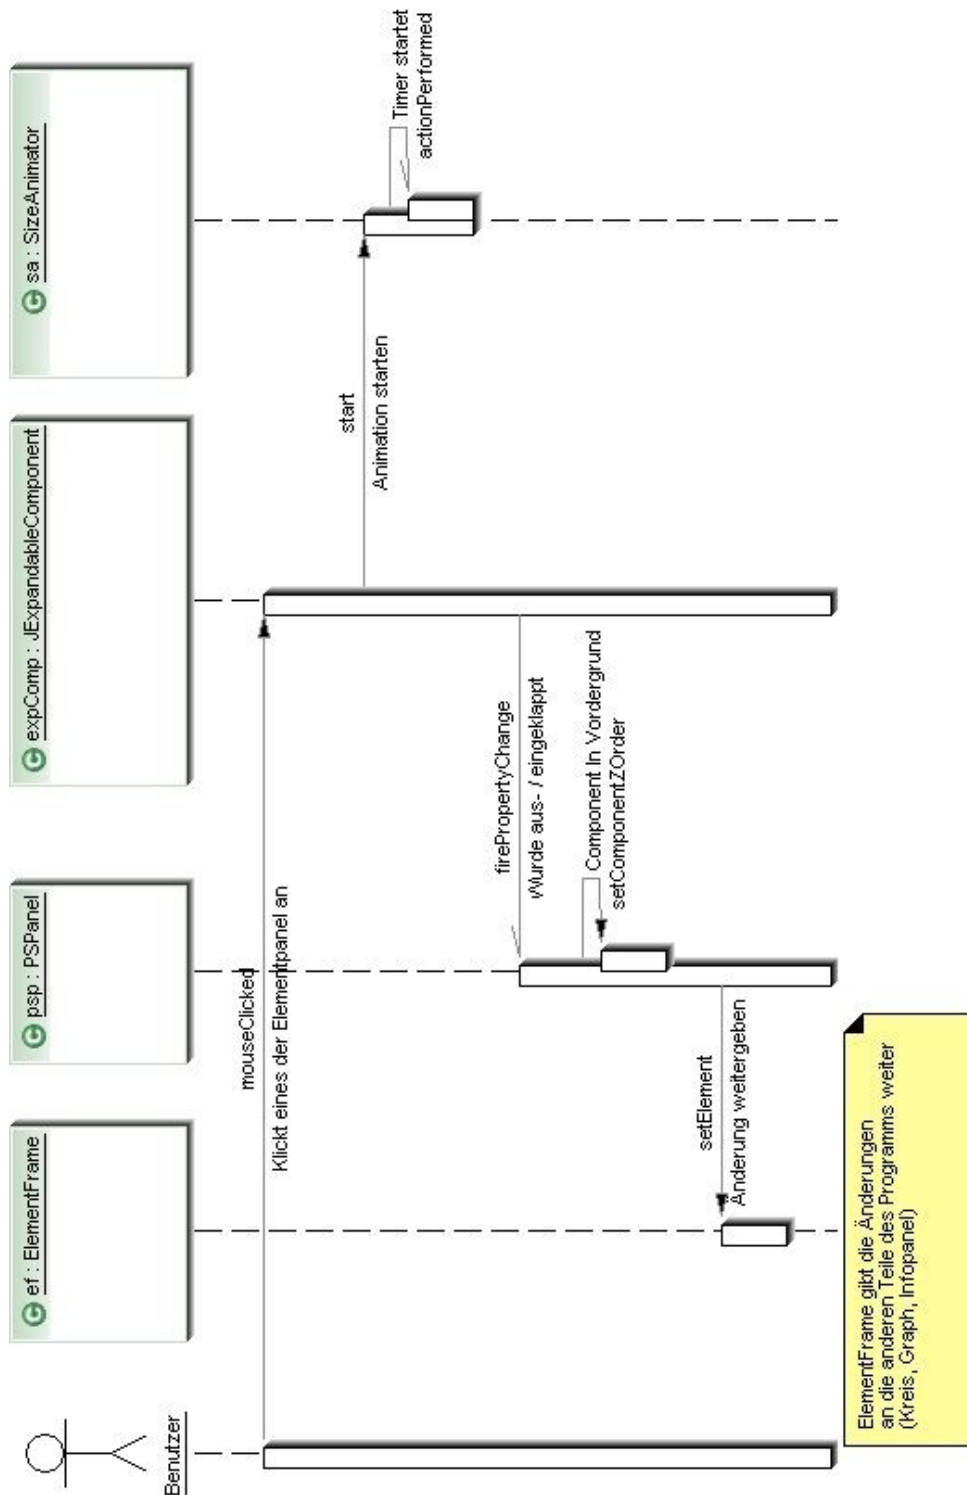 Benutzer
ef : ElementFrame
psp : PSPanel
expComp : JExpandableComponent
sa : SizeAnimator
mouseClicked
Klickt eines der Elementpanel an
start
Animation starten
Timer startet
actionPerformed
firePropertyChange
Wurde aus- / eingeklappt
Component In Vordergrund
setComponentZOrder
setElement
Änderung weitergeben
ElementFrame gibt die Änderungen
an die anderen Teile des Programms weiter
(Kreis, Graph, Infopanel)